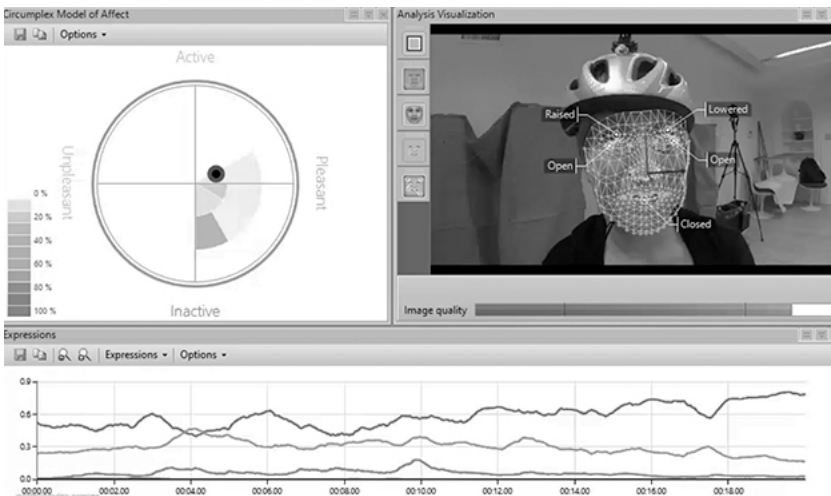 Circumplex Model of Affect
Options
Active
Unpleasant
Pleasant
Inactive
0 %
20 %
40 %
60 %
80 %
100 %
Analysis Visualization
Raised
Lowered
Open
Open
Closed
Image quality
Expressions
Expressions
Options
0.9
0.6
0.3
0.0
00:00:00
00:02:00
00:04:00
00:06:00
00:08:00
00:10:00
00:12:00
00:14:00
00:16:00
00:18:00